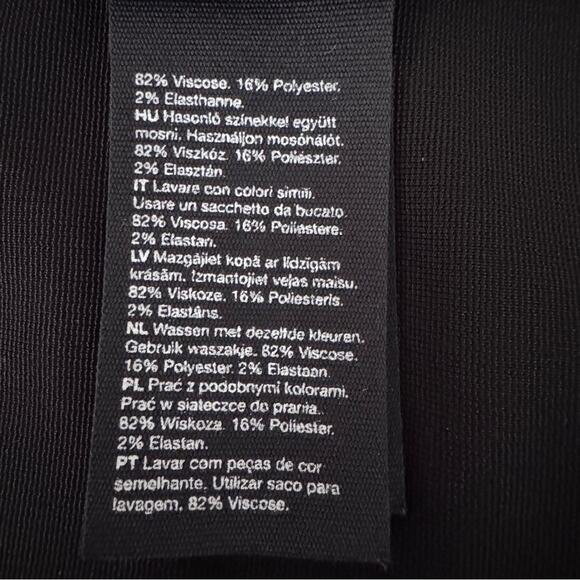 82% Viscose. 16% Polyester.
2% Elasthanne.
HU Hasonló színekkel együtt
mosni. Használjon mosóhálót.
82% Viszkóz. 16% Poliészter.
2% Elasztán.
IT Lavare con colori simili.
Usare un sacchetto da bucato.
82% Viscosa. 16% Poliestere.
2% Elastan.
LV Mazgājiet kopā ar līdzīgām
krāsām. Izmantojiet veļas maisu.
82% Viskoze. 16% Poliesteris.
2% Elastāns.
NL Wassen met dezelfde kleuren.
Gebruik waszakje. 82% Viscose.
16% Polyester. 2% Elastaan.
PL Prać z podobnymi kolorami.
Prać w siateczce do prania.
82% Wiskoza. 16% Poliester.
2% Elastan.
PT Lavar com peças de cor
semelhante. Utilizar saco para
lavagem. 82% Viscose.